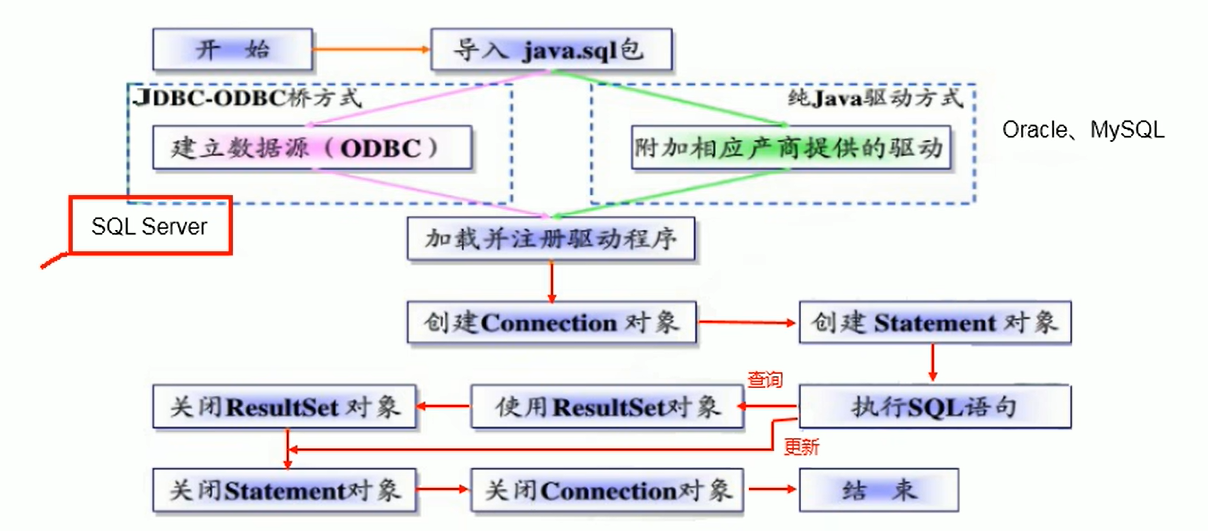 开 始
导入 java.sql包
JDBC-ODBC桥方式
纯Java驱动方式
建立数据源（ODBC）
附加相应产商提供的驱动
Oracle、MySQL
SQL Server
加载并注册驱动程序
创建Connection 对象
创建 Statement 对象
查询
关闭ResultSet 对象
使用ResultSet对象
执行SQL语句
更新
关闭Statement对象
关闭Connection对象
结 束